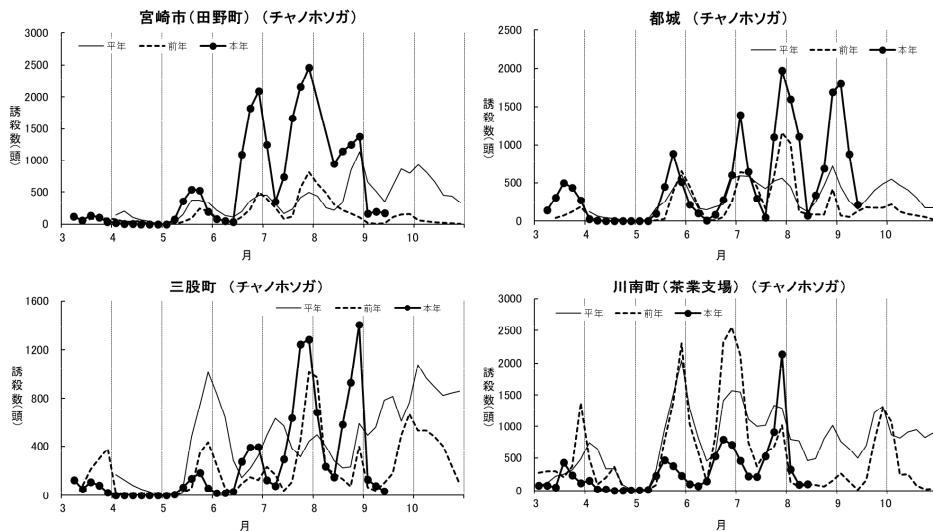 宮崎市(田野町) (チャノホソガ)
平年 前年 本年
3000
2500
2000
1500
1000
500
0
誘殺数(頭)
3 4 5 6 7 8 9 10
月
都城 (チャノホソガ)
平年 前年 本年
2500
2000
1500
1000
500
0
誘殺数(頭)
3 4 5 6 7 8 9 10
月
三股町 (チャノホソガ)
平年 前年 本年
1600
1200
800
400
0
誘殺数(頭)
3 4 5 6 7 8 9 10
月
川南町(茶業支場) (チャノホソガ)
平年 前年 本年
3000
2500
2000
1500
1000
500
0
誘殺数(頭)
3 4 5 6 7 8 9 10
月